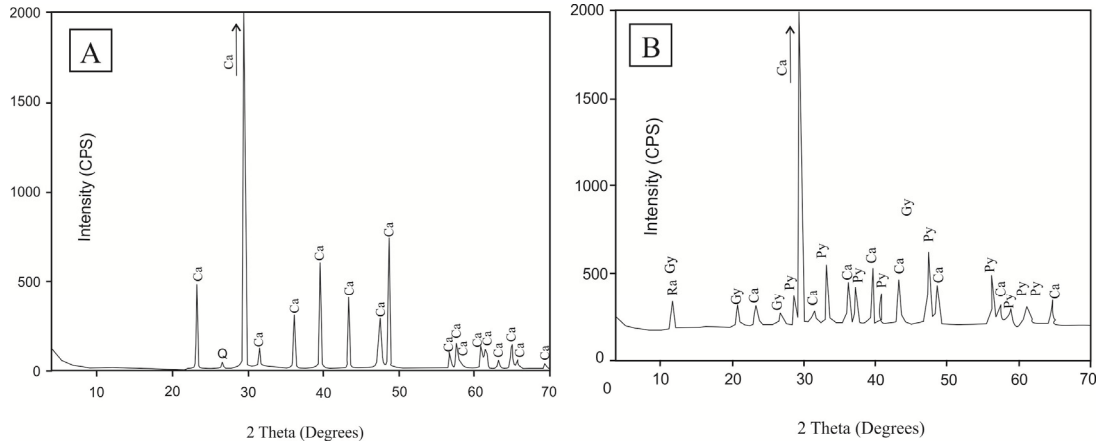 2000
A
Ca
1500
Intensity (CPS)
1000
Ca
500
Ca
Q
Ca
Ca
Ca
Ca
Ca
Ca
Ca
Ca
Ca
Ca
Ca
Ca
Ca
Ca
0
10 20 30 40 50 60 70
2 Theta (Degrees)
2000
B
Ca
1500
Intensity (CPS)
1000
Gy
500
Ra Gy
Gy
Ca
Gy
Py
Ca
Py
Ca
Py
Ca
Py
Ca
Py
Ca
Py
Ca
Py
Py
Py
Ca
0
0 10 20 30 40 50 60 70
2 Theta (Degrees)